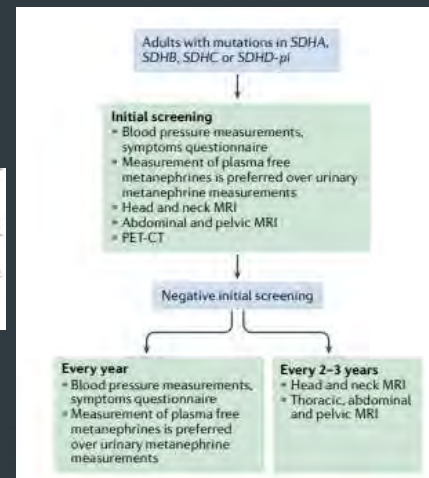 Adults with mutations in SDHA,
SDHB, SDHC or SDHD-pi
Initial screening
• Blood pressure measurements,
symptoms questionnaire
• Measurement of plasma free
metanephrines is preferred over urinary
metanephrine measurements
• Head and neck MRI
• Abdominal and pelvic MRI
• PET-CT
Negative initial screening
Every year
• Blood pressure measurements,
symptoms questionnaire
• Measurement of plasma free
metanephrines is preferred
over urinary metanephrine
measurements
Every 2–3 years
• Head and neck MRI
• Thoracic, abdominal
and pelvic MRI